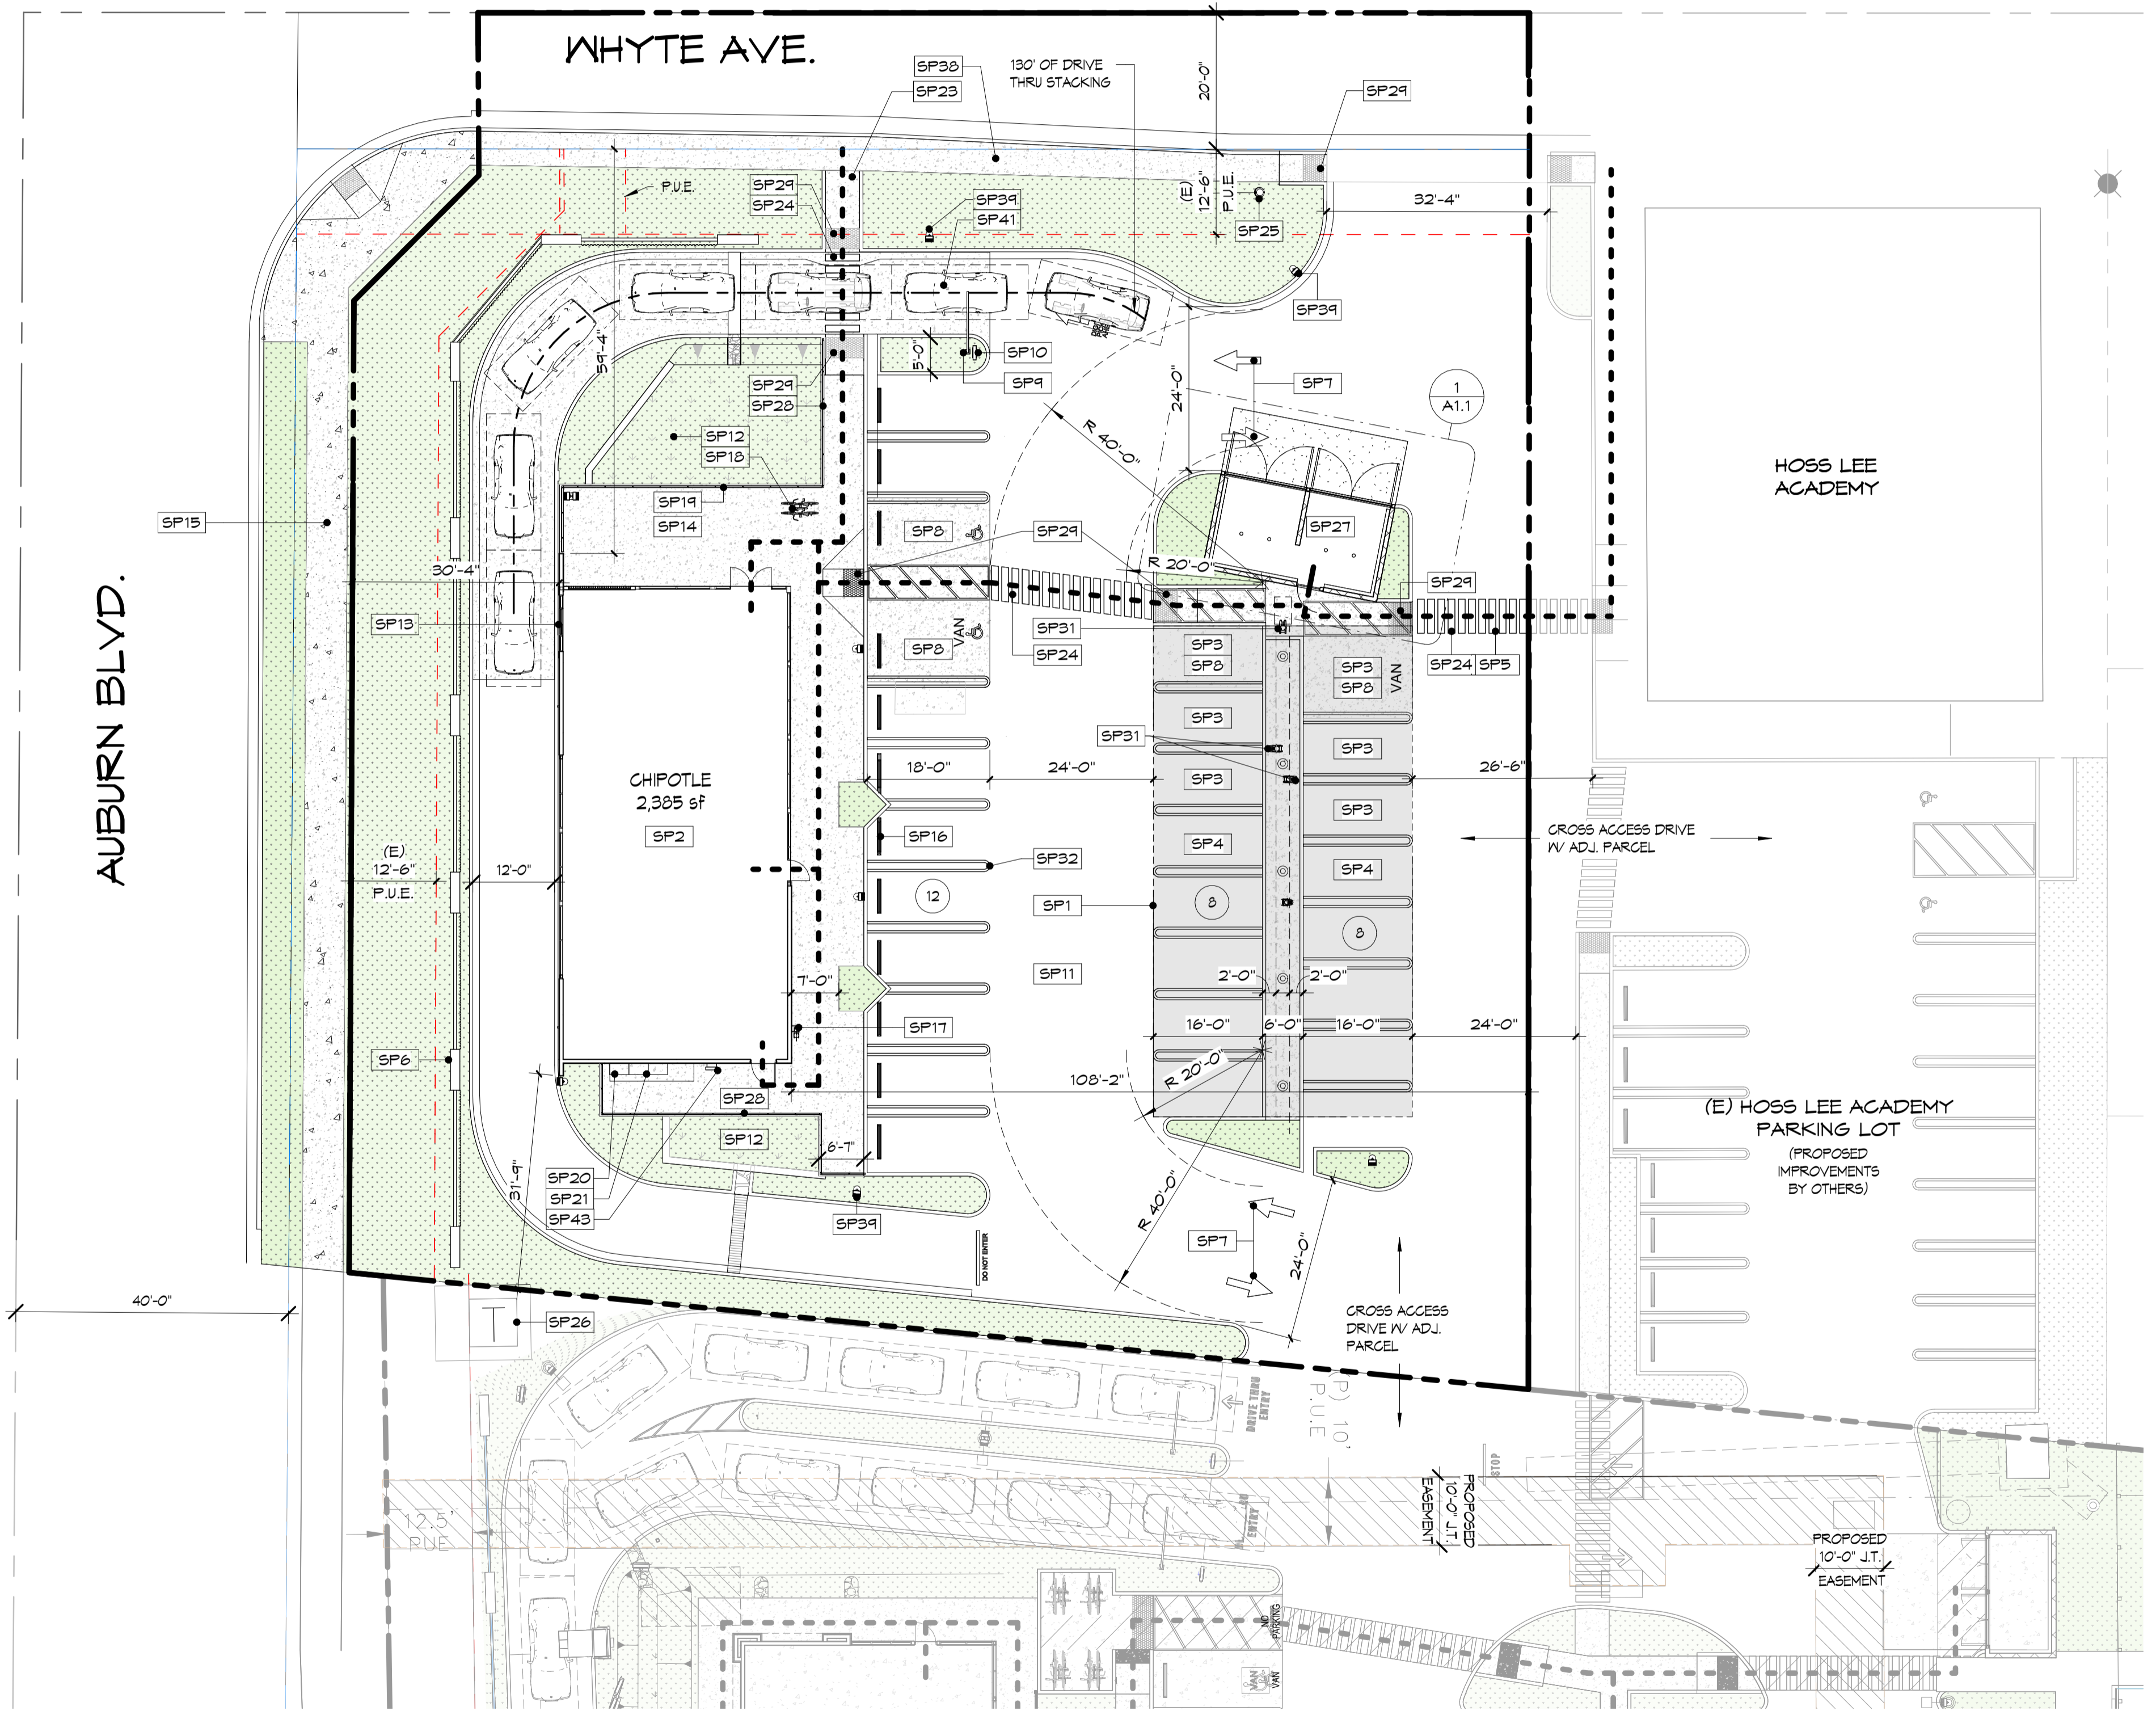 WHYTE AVE.
SP38
SP23
130' OF DRIVE
THRU STACKING
20'-0"
SP29
P.U.E.
SP29
SP24
SP39
SP41
(E)
12'-6"
P.U.E.
SP25
32'-4"
SP39
59'-4"
5'-0"
SP10
SP9
SP29
SP28
24'-0"
SP7
1
A1.1
R 40'-0"
SP12
SP18
SP19
SP14
SP15
SP8
SP29
SP27
HOSS LEE
ACADEMY
30'-4"
R 20'-0"
SP29
SP13
SP8
VAN
SP31
SP24
SP3
SP8
SP3
SP8
VAN
SP24
SP5
AUBURN BLVD.
SP3
SP31
SP3
CHIPOTLE
2,385 sf
SP2
18'-0"
24'-0"
SP3
26'-6"
SP3
SP16
SP4
CROSS ACCESS DRIVE
W/ ADJ. PARCEL
SP32
SP4
(E)
12'-6"
P.U.E.
12'-0"
12
SP1
8
8
7'-0"
SP11
2'-0"
2'-0"
SP17
16'-0"
6'-0"
16'-0"
24'-0"
SP6
R 20'-0"
108'-2"
SP28
(E) HOSS LEE ACADEMY
PARKING LOT
(PROPOSED
IMPROVEMENTS
BY OTHERS)
SP12
6'-7"
31'-9"
SP20
SP21
SP43
SP39
R 40'-0"
SP7
24'-0"
DO NOT ENTER
40'-0"
SP26
CROSS ACCESS
DRIVE W/ ADJ.
PARCEL
DRIVE THRU
ENTRY
(P) 10'
P.U.E
STOP
12.5'
PUE
ENTRY
PROPOSED
10'-0" J.T.
EASEMENT
PROPOSED
10'-0" J.T.
EASEMENT
NO
PARKING
VAN
VAN